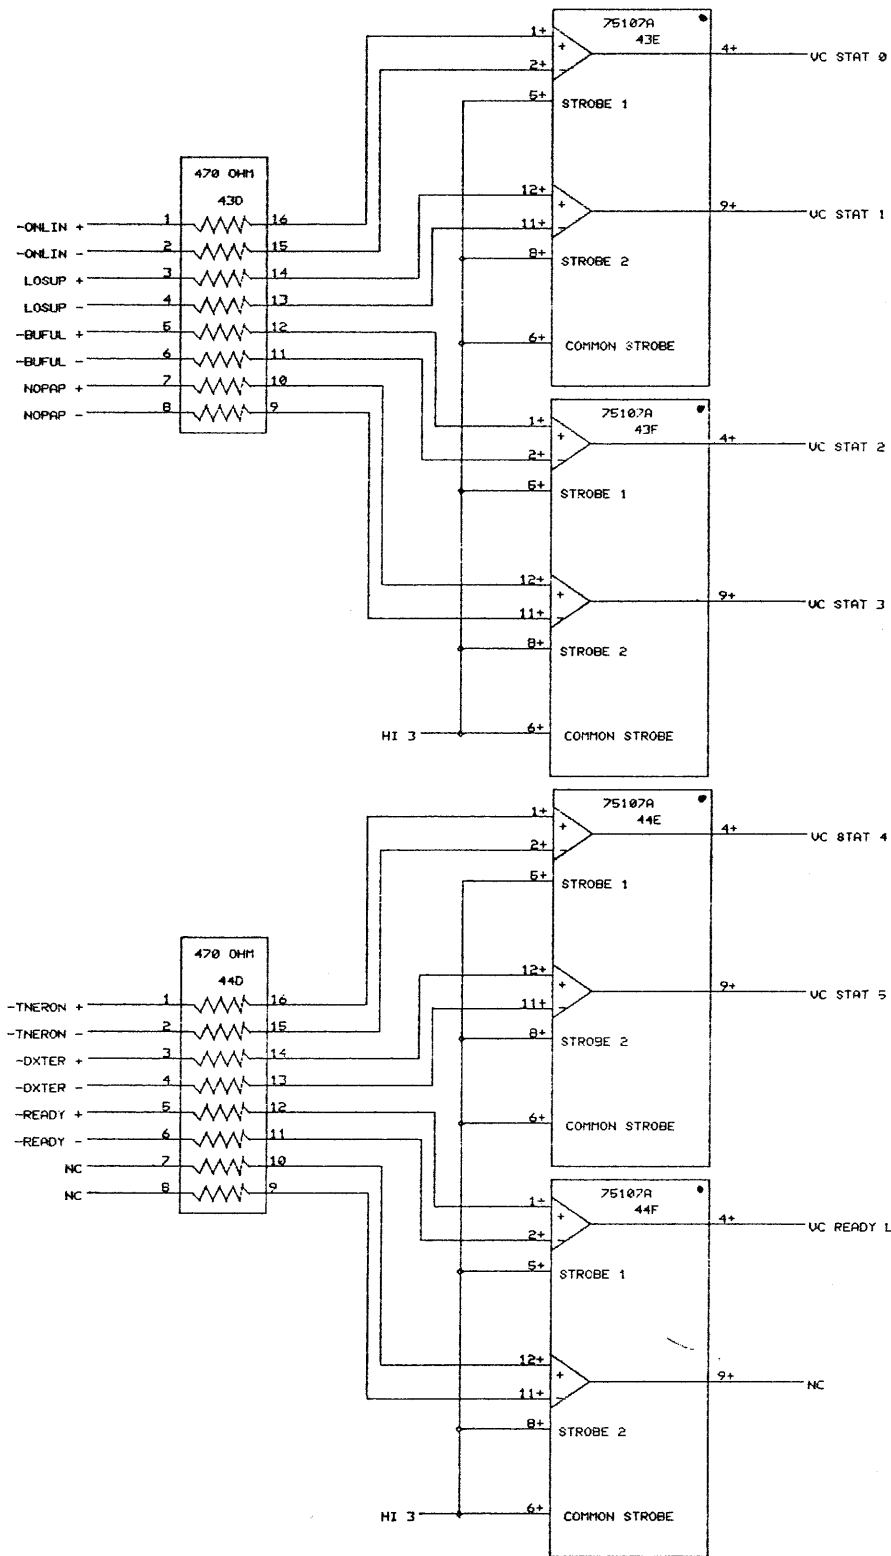 75107A
43E
1+
+
2+
−
4+
VC STAT 0
5+
STROBE 1
470 OHM
43D
12+
+
11+
−
9+
VC STAT 1
8+
STROBE 2
6+
COMMON STROBE
-ONLIN + 1 16
-ONLIN - 2 15
LOSUP + 3 14
LOSUP - 4 13
-BUFUL + 5 12
-BUFUL - 6 11
NOPAP + 7 10
NOPAP - 8 9
75107A
43F
1+
+
2+
−
4+
VC STAT 2
5+
STROBE 1
12+
+
11+
−
9+
VC STAT 3
8+
STROBE 2
HI 3
6+
COMMON STROBE
75107A
44E
1+
+
2+
−
4+
VC STAT 4
5+
STROBE 1
470 OHM
44D
12+
+
11+
−
9+
VC STAT 5
8+
STROBE 2
6+
COMMON STROBE
-TNERON + 1 16
-TNERON - 2 15
-DXTER + 3 14
-DXTER - 4 13
-READY + 5 12
-READY - 6 11
NC 7 10
NC 8 9
75107A
44F
1+
+
2+
−
4+
VC READY L
5+
STROBE 1
12+
+
11+
−
9+
NC
8+
STROBE 2
HI 3
6+
COMMON STROBE